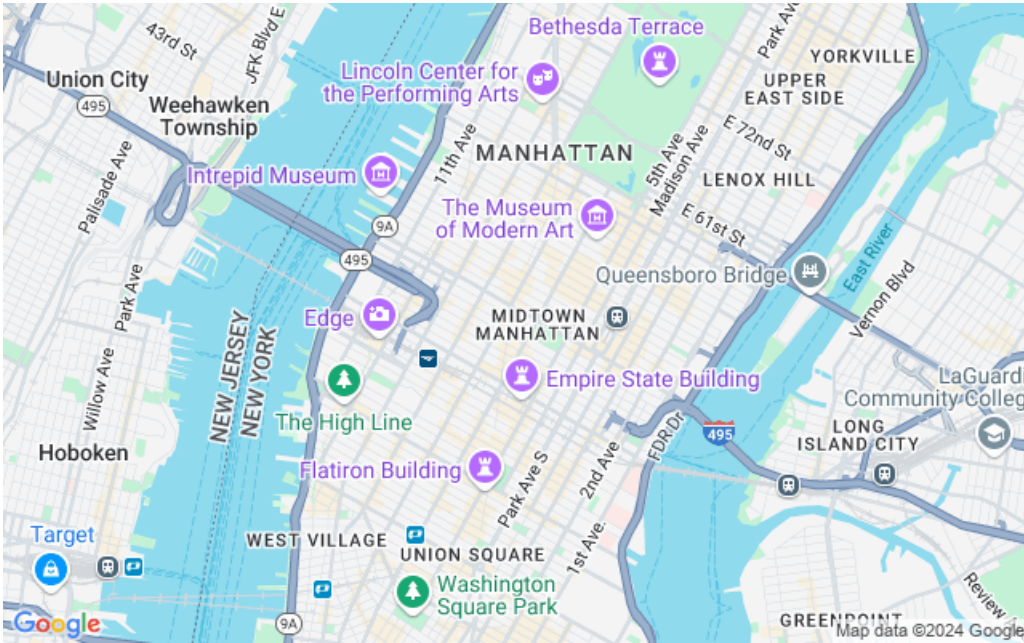 Bethesda Terrace
Park Ave
43rd St
JFK Blvd E
YORKVILLE
Union City
Lincoln Center for
the Performing Arts
UPPER
EAST SIDE
495
Weehawken
Township
11th Ave
E 72nd St
MANHATTAN
5th Ave
Madison Ave
Palisade Ave
Intrepid Museum
LENOX HILL
The Museum
of Modern Art
E 61st St
9A
495
Queensboro Bridge
East River
Vernon Blvd
Park Ave
Edge
MIDTOWN
MANHATTAN
NEW JERSEY
NEW YORK
Willow Ave
Empire State Building
LaGuardi
Community Colleg
The High Line
FDR Dr
495
LONG
ISLAND CITY
Hoboken
Flatiron Building
Park Ave S
2nd Ave
Target
WEST VILLAGE
UNION SQUARE
1st Ave.
Washington
Square Park
Review
9A
GREENPOINT
Google
Map data ©2024 Google